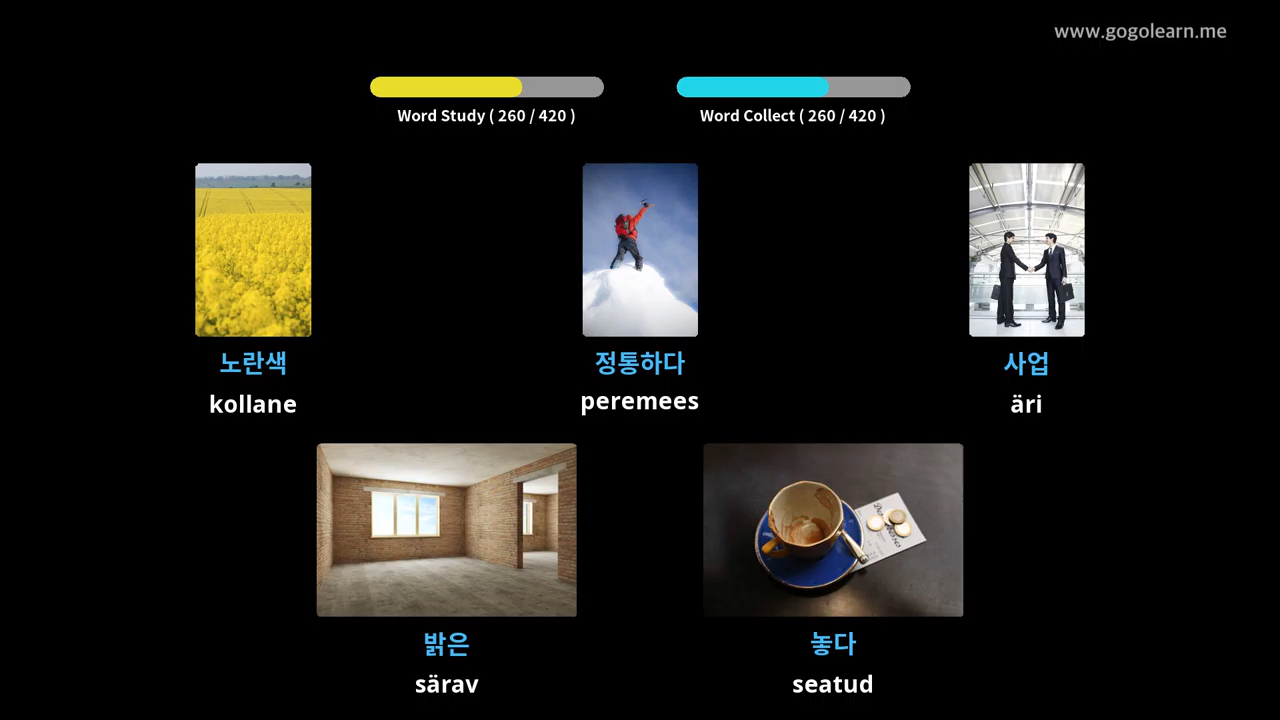 www.gogolearn.me
Word Study ( 260 / 420 )
Word Collect ( 260 / 420 )
노란색
kollane
정통하다
peremees
사업
äri
밝은
särav
놓다
seatud